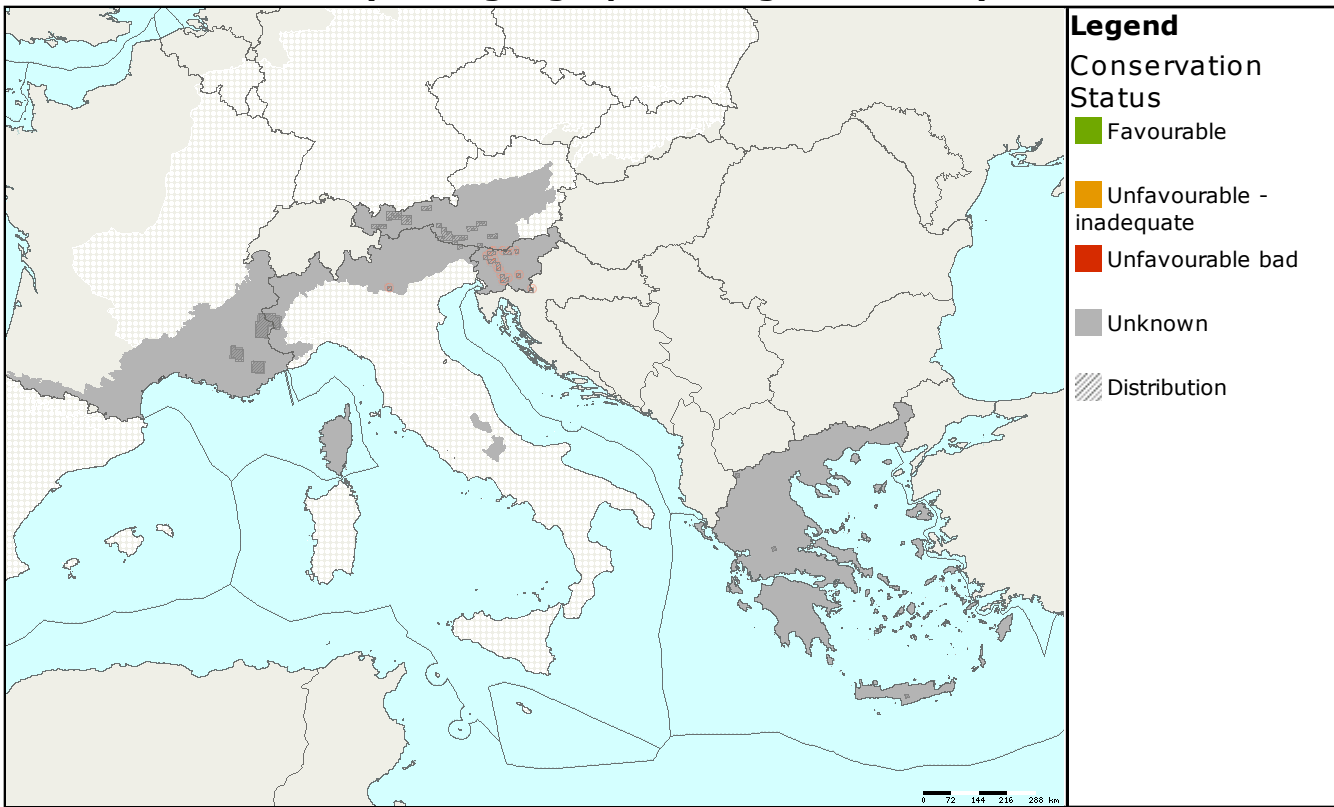 Legend
Conservation
Status
Favourable
Unfavourable -
inadequate
Unfavourable bad
Unknown
Distribution
0 72 144 216 288 km